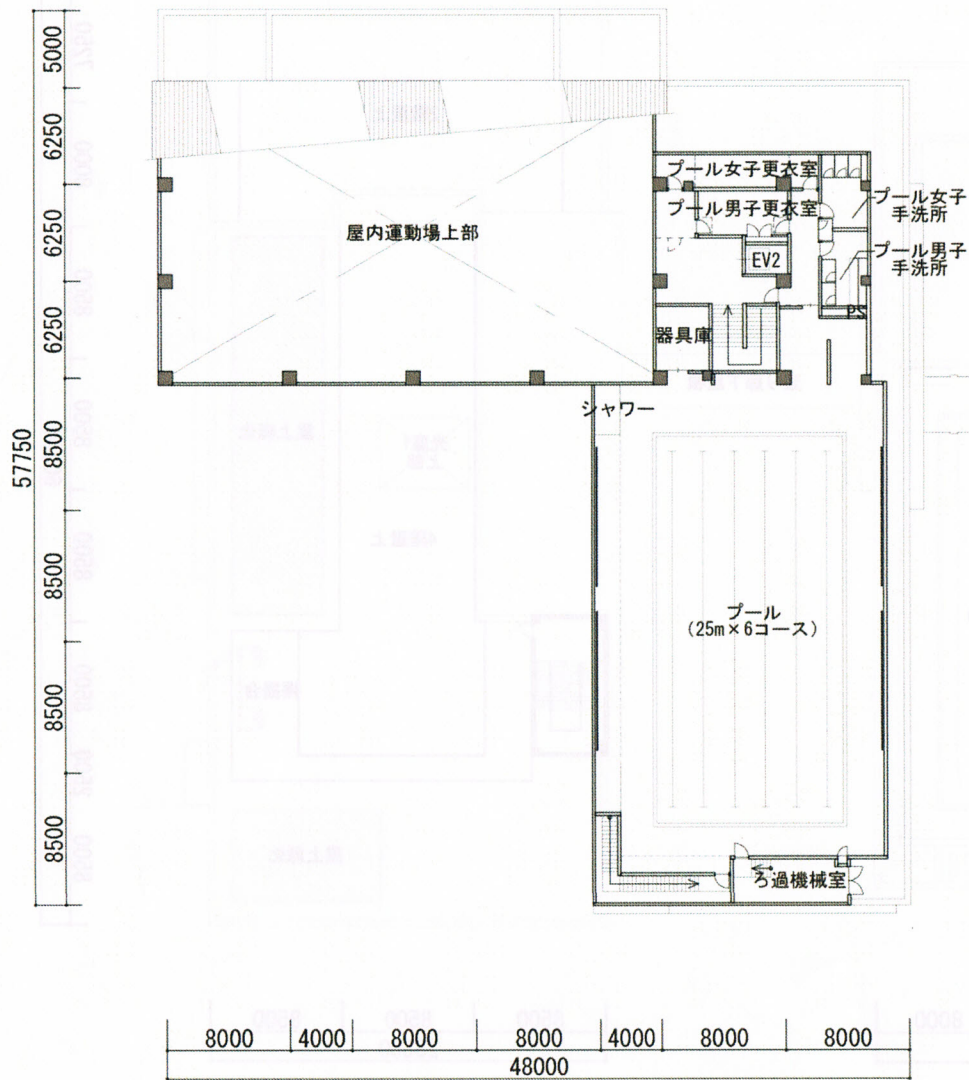 5000
6250
6250
6250
8500
8500
8500
8500
57750
プール女子更衣室
プール男子更衣室
プール女子
手洗所
プール男子
手洗所
屋内運動場上部
EV2
PS
器具庫
シャワー
プール
(25m×6コース)
ろ過機械室
8000
4000
8000
8000
4000
8000
8000
48000